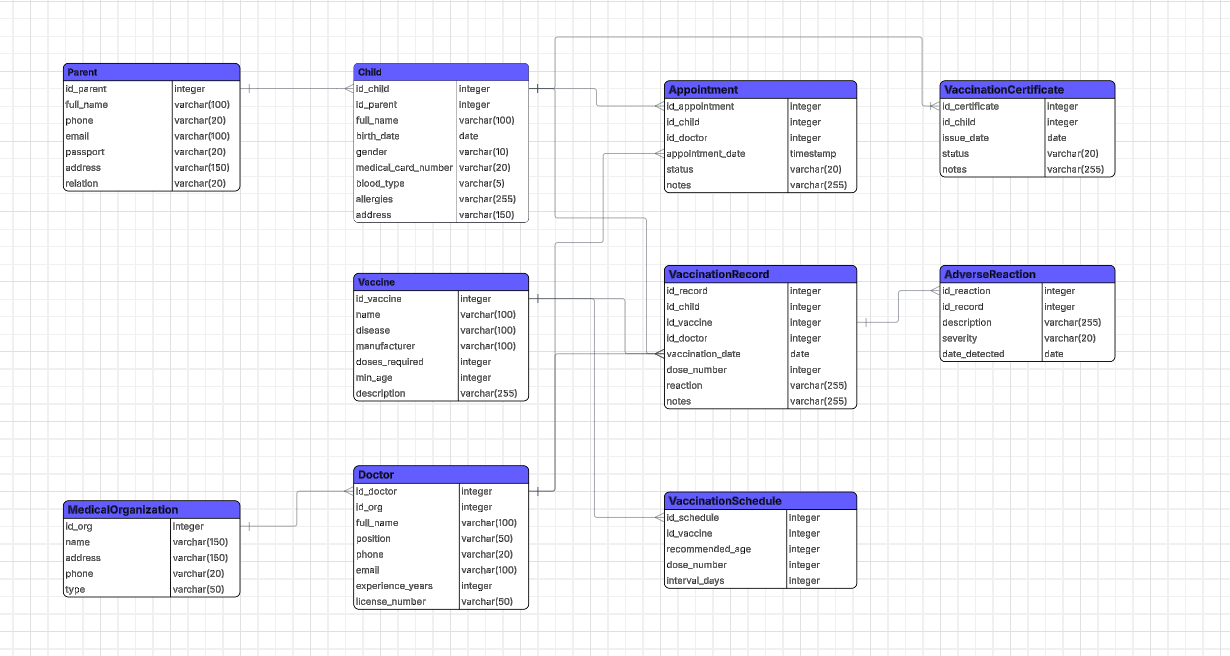 Parent
id_parent integer
full_name varchar(100)
phone varchar(20)
email varchar(100)
passport varchar(20)
address varchar(150)
relation varchar(20)
Child
id_child integer
id_parent integer
full_name varchar(100)
birth_date date
gender varchar(10)
medical_card_number varchar(20)
blood_type varchar(5)
allergies varchar(255)
address varchar(150)
Appointment
id_appointment integer
id_child integer
id_doctor integer
appointment_date timestamp
status varchar(20)
notes varchar(255)
VaccinationCertificate
id_certificate integer
id_child integer
issue_date date
status varchar(20)
notes varchar(255)
Vaccine
id_vaccine integer
name varchar(100)
disease varchar(100)
manufacturer varchar(100)
doses_required integer
min_age integer
description varchar(255)
VaccinationRecord
id_record integer
id_child integer
id_vaccine integer
id_doctor integer
vaccination_date date
dose_number integer
reaction varchar(255)
notes varchar(255)
AdverseReaction
id_reaction integer
id_record integer
description varchar(255)
severity varchar(20)
date_detected date
MedicalOrganization
id_org integer
name varchar(150)
address varchar(150)
phone varchar(20)
type varchar(50)
Doctor
id_doctor integer
id_org integer
full_name varchar(100)
position varchar(50)
phone varchar(20)
email varchar(100)
experience_years integer
license_number varchar(50)
VaccinationSchedule
id_schedule integer
id_vaccine integer
recommended_age integer
dose_number integer
interval_days integer